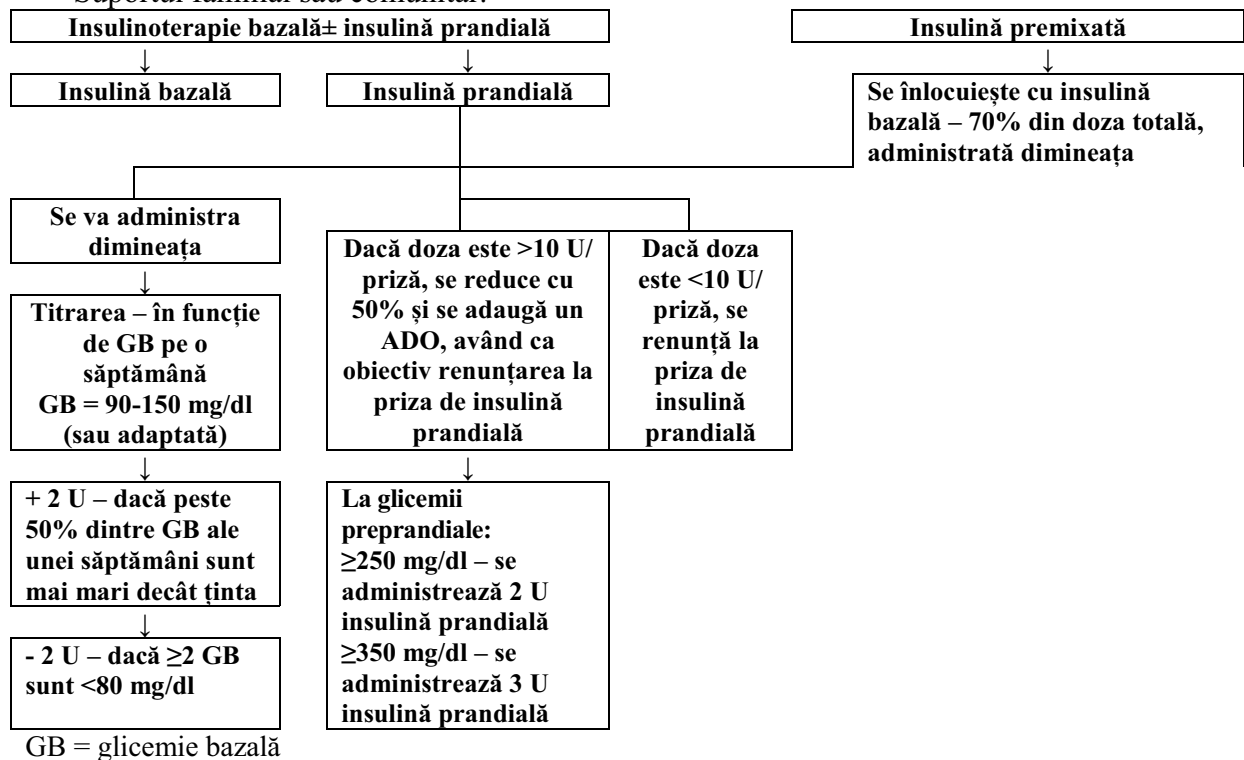 Suportul familial sau comunitar.
Insulinoterapie bazală± insulină prandială
Insulină premixată
↓
↓
↓
Insulină bazală
Insulină prandială
Se înlocuiește cu insulină
bazală – 70% din doza totală,
administrată dimineața
Se va administra
dimineața
↓
Titrarea – în funcție
de GB pe o
săptămână
GB = 90-150 mg/dl
(sau adaptată)
↓
+ 2 U – dacă peste
50% dintre GB ale
unei săptămâni sunt
mai mari decât ținta
↓
- 2 U – dacă ≥2 GB
sunt <80 mg/dl
Dacă doza este >10 U/
priză, se reduce cu
50% și se adaugă un
ADO, având ca
obiectiv renunțarea la
priza de insulină
prandială
↓
La glicemii
preprandiale:
≥250 mg/dl – se
administrează 2 U
insulină prandială
≥350 mg/dl – se
administrează 3 U
insulină prandială
Dacă doza
este <10 U/
priză, se
renunță la
priza de
insulină
prandială
GB = glicemie bazală